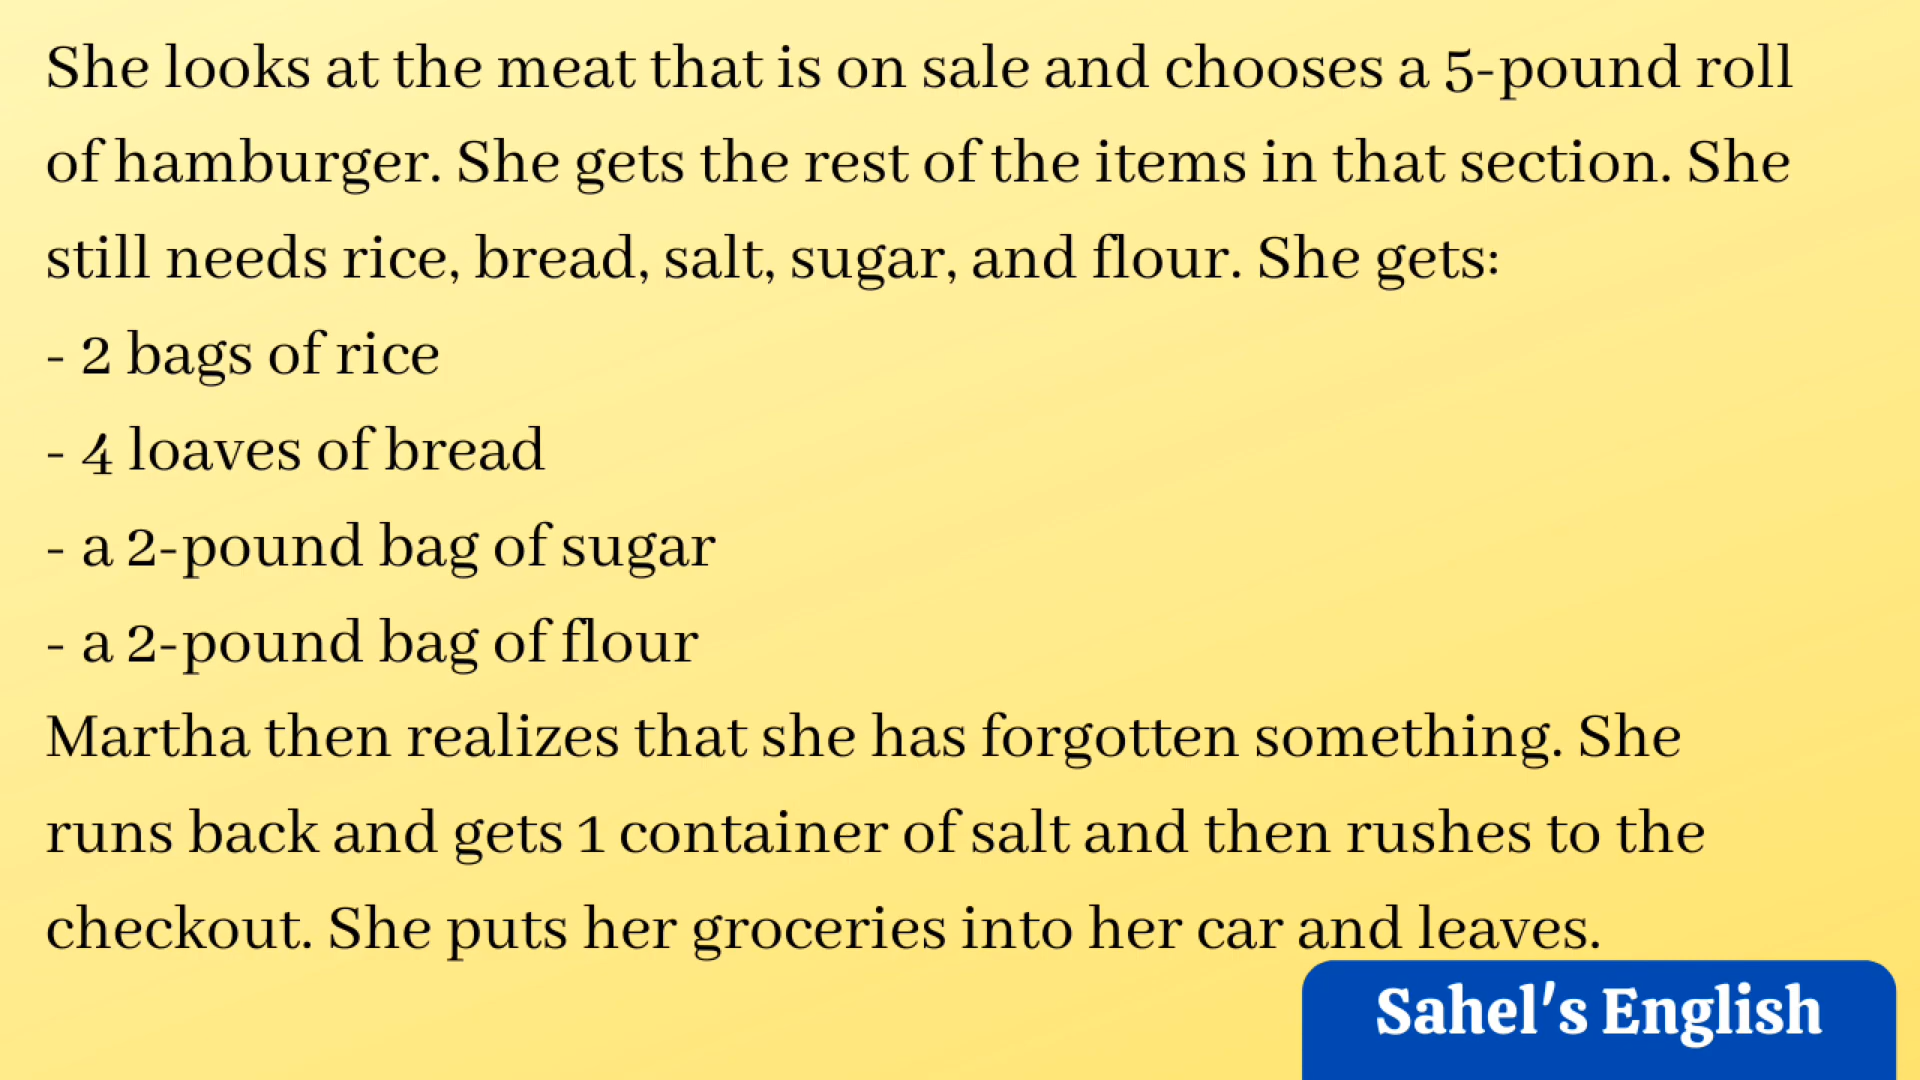 She looks at the meat that is on sale and chooses a 5-pound roll
of hamburger. She gets the rest of the items in that section. She
still needs rice, bread, salt, sugar, and flour. She gets:
- 2 bags of rice
- 4 loaves of bread
- a 2-pound bag of sugar
- a 2-pound bag of flour
Martha then realizes that she has forgotten something. She
runs back and gets 1 container of salt and then rushes to the
checkout. She puts her groceries into her car and leaves.
Sahel's English